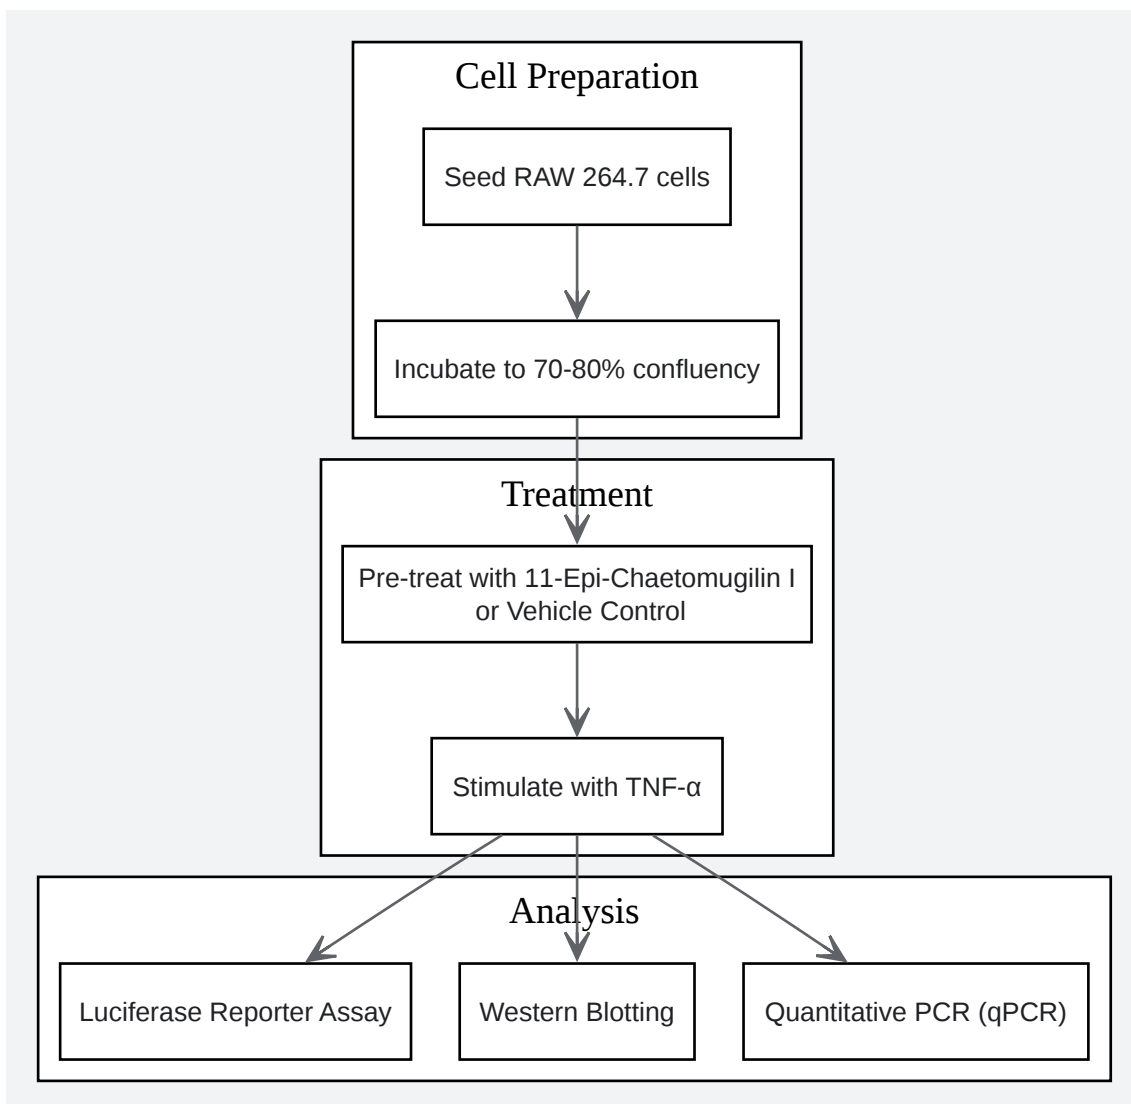 Cell Preparation
Seed RAW 264.7 cells
Incubate to 70-80% confluency
Treatment
Pre-treat with 11-Epi-Chaetomugilin I
or Vehicle Control
Stimulate with TNF-α
Analysis
Luciferase Reporter Assay
Western Blotting
Quantitative PCR (qPCR)